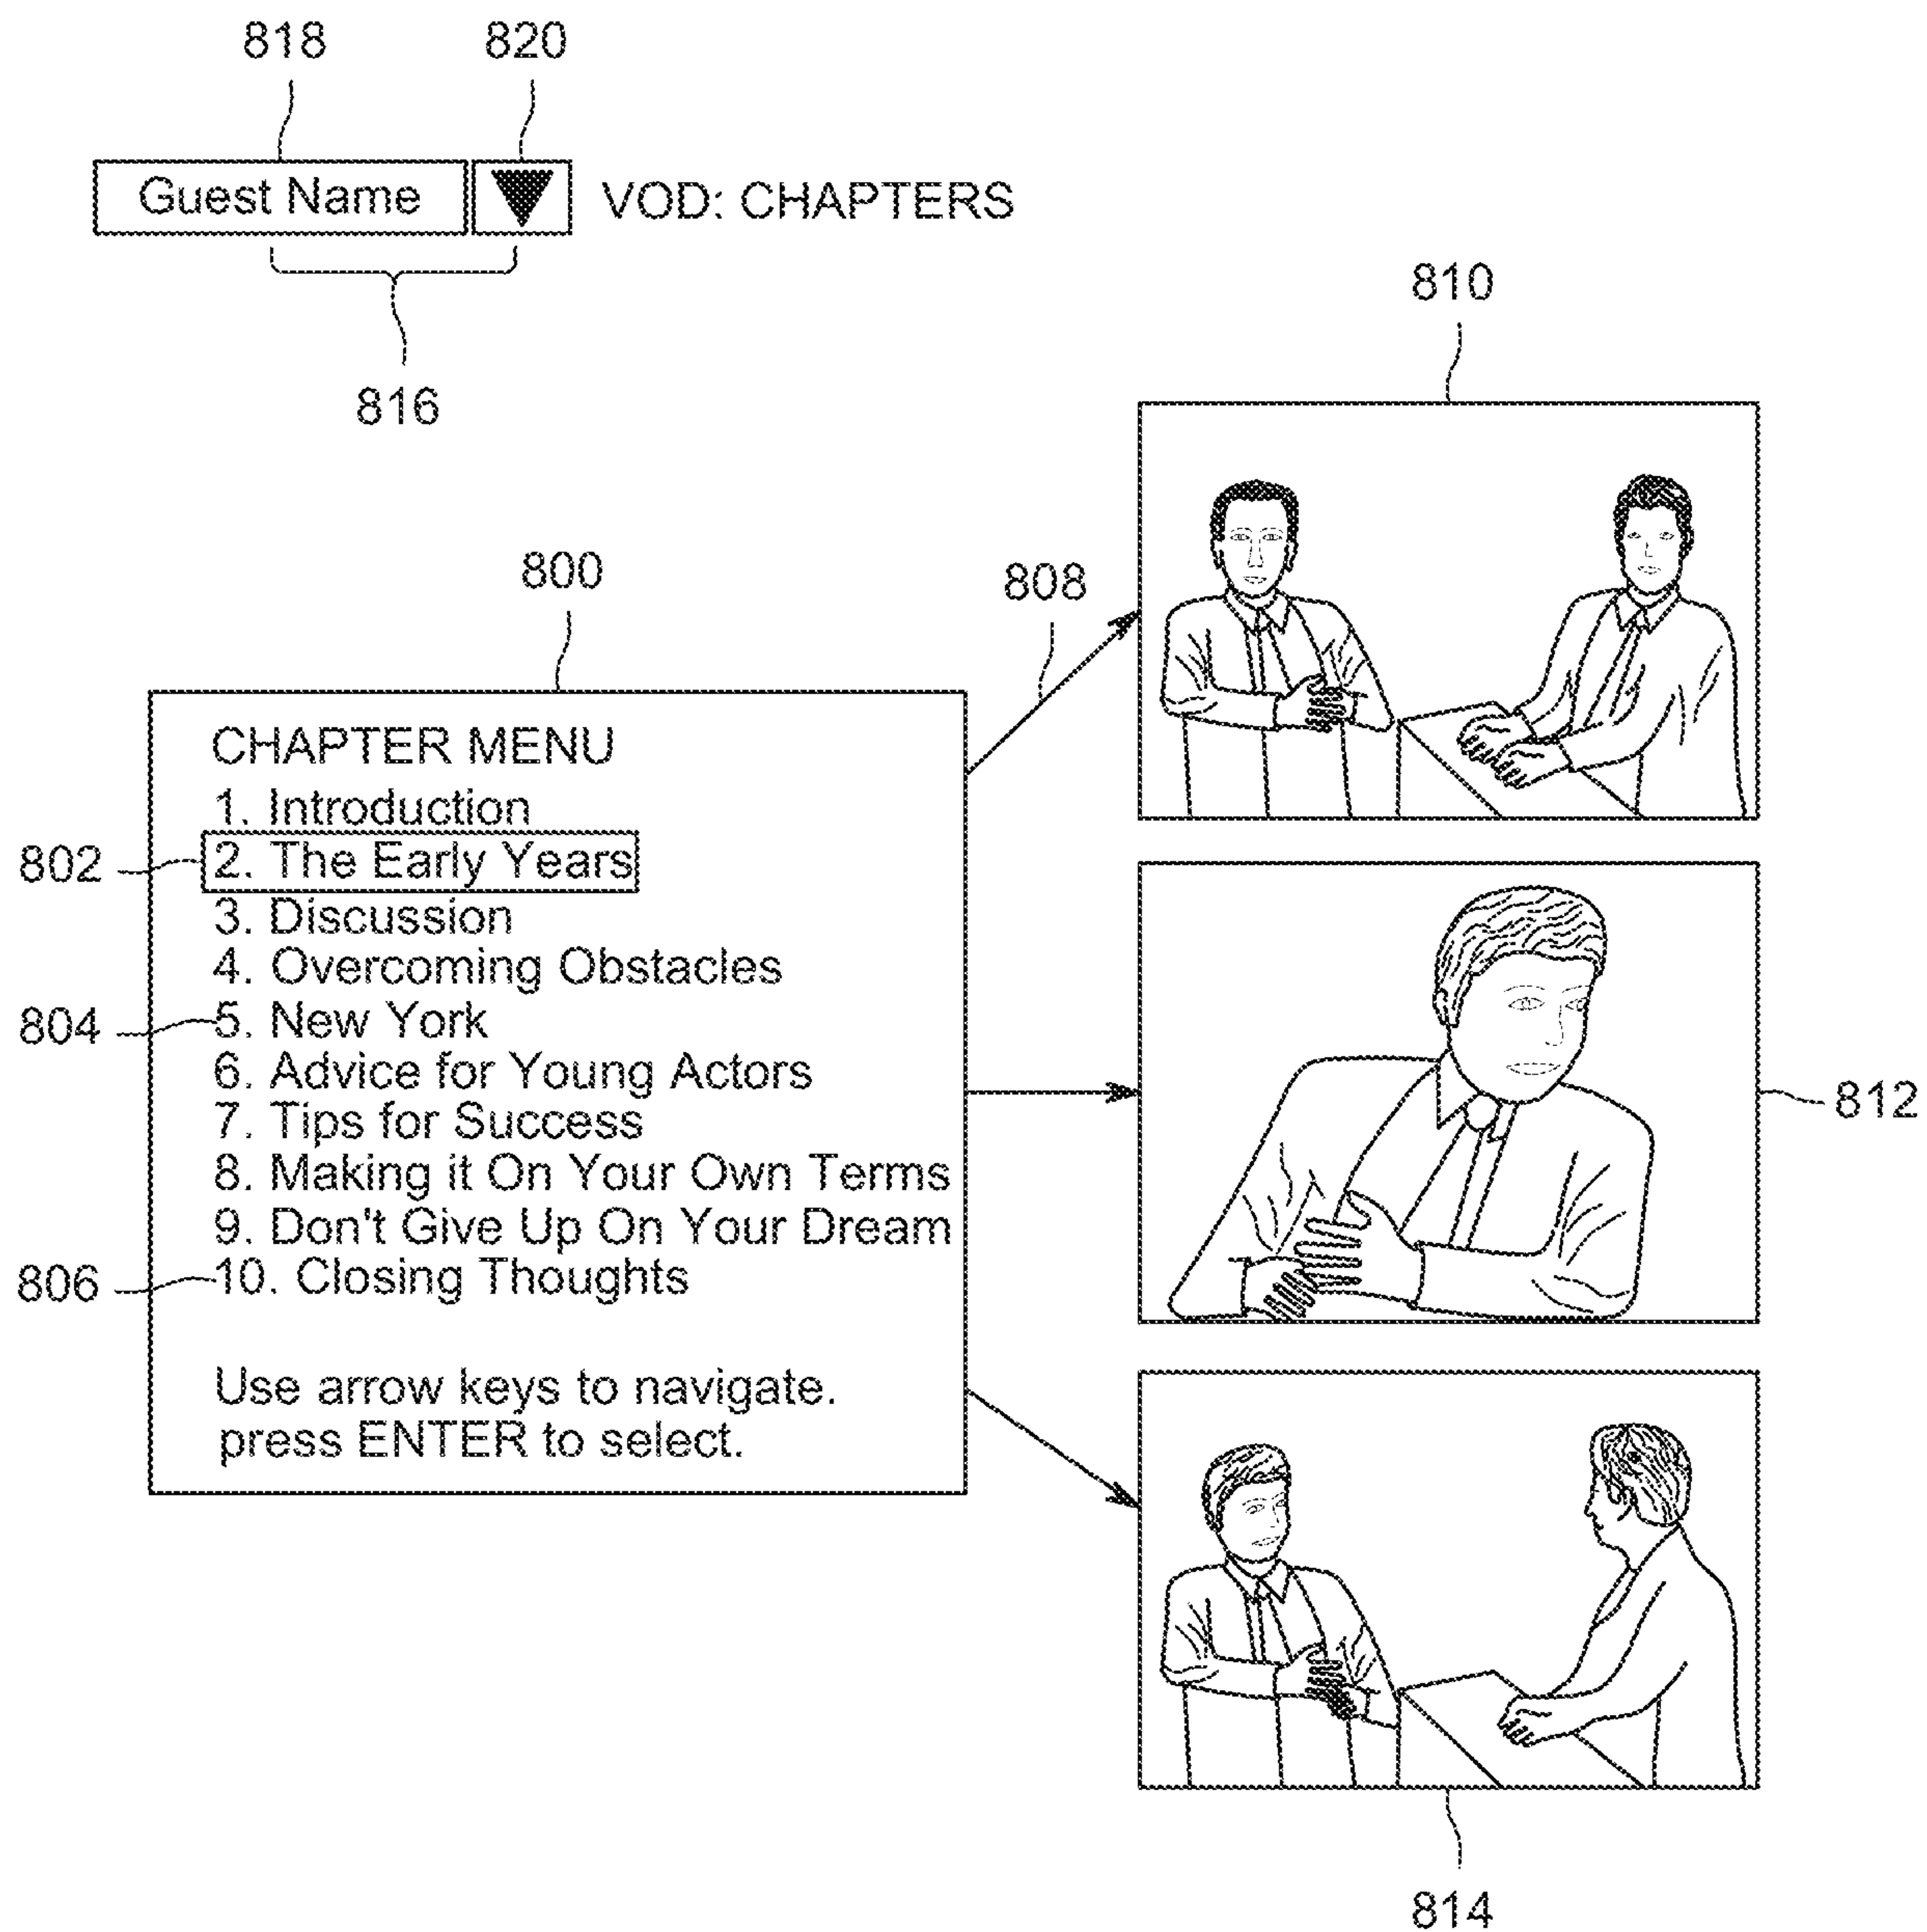 818
820
Guest Name
VOD: CHAPTERS
816
810
800
808
CHAPTER MENU
1. Introduction
802
2. The Early Years
3. Discussion
4. Overcoming Obstacles
804
5. New York
6. Advice for Young Actors
812
7. Tips for Success
8. Making it On Your Own Terms
9. Don't Give Up On Your Dream
806
10. Closing Thoughts
Use arrow keys to navigate.
press ENTER to select.
814